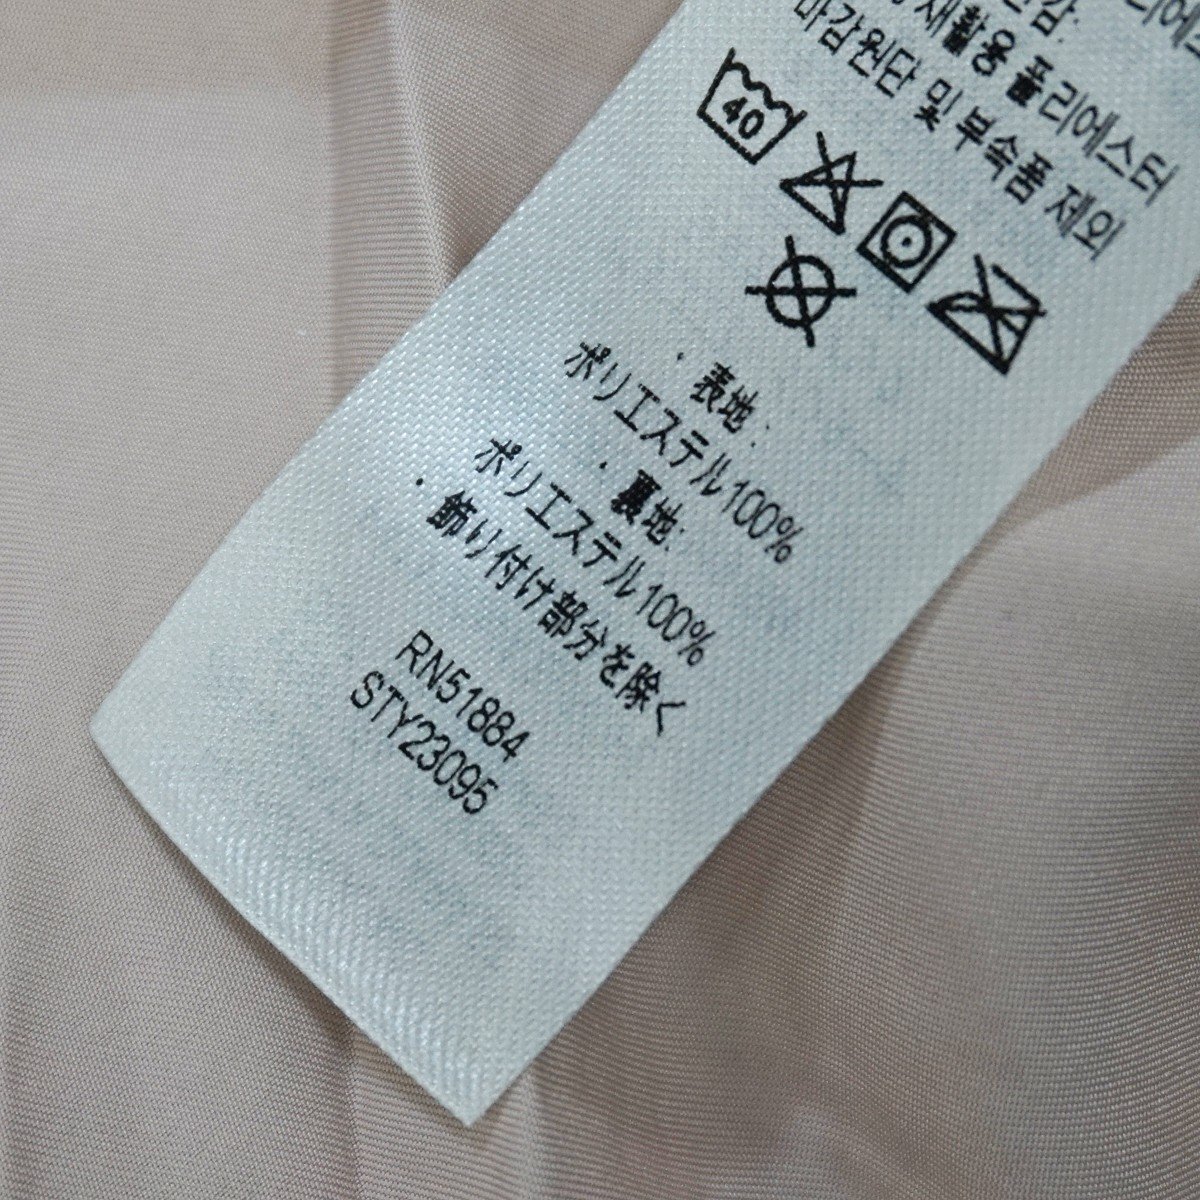 재활용 폴리에스터
마감원단 및 부속품 제외
40
・表地:
ポリエステル100%
・裏地:
ポリエステル100%
・飾り付け部分を除く
RN51884
STY23095